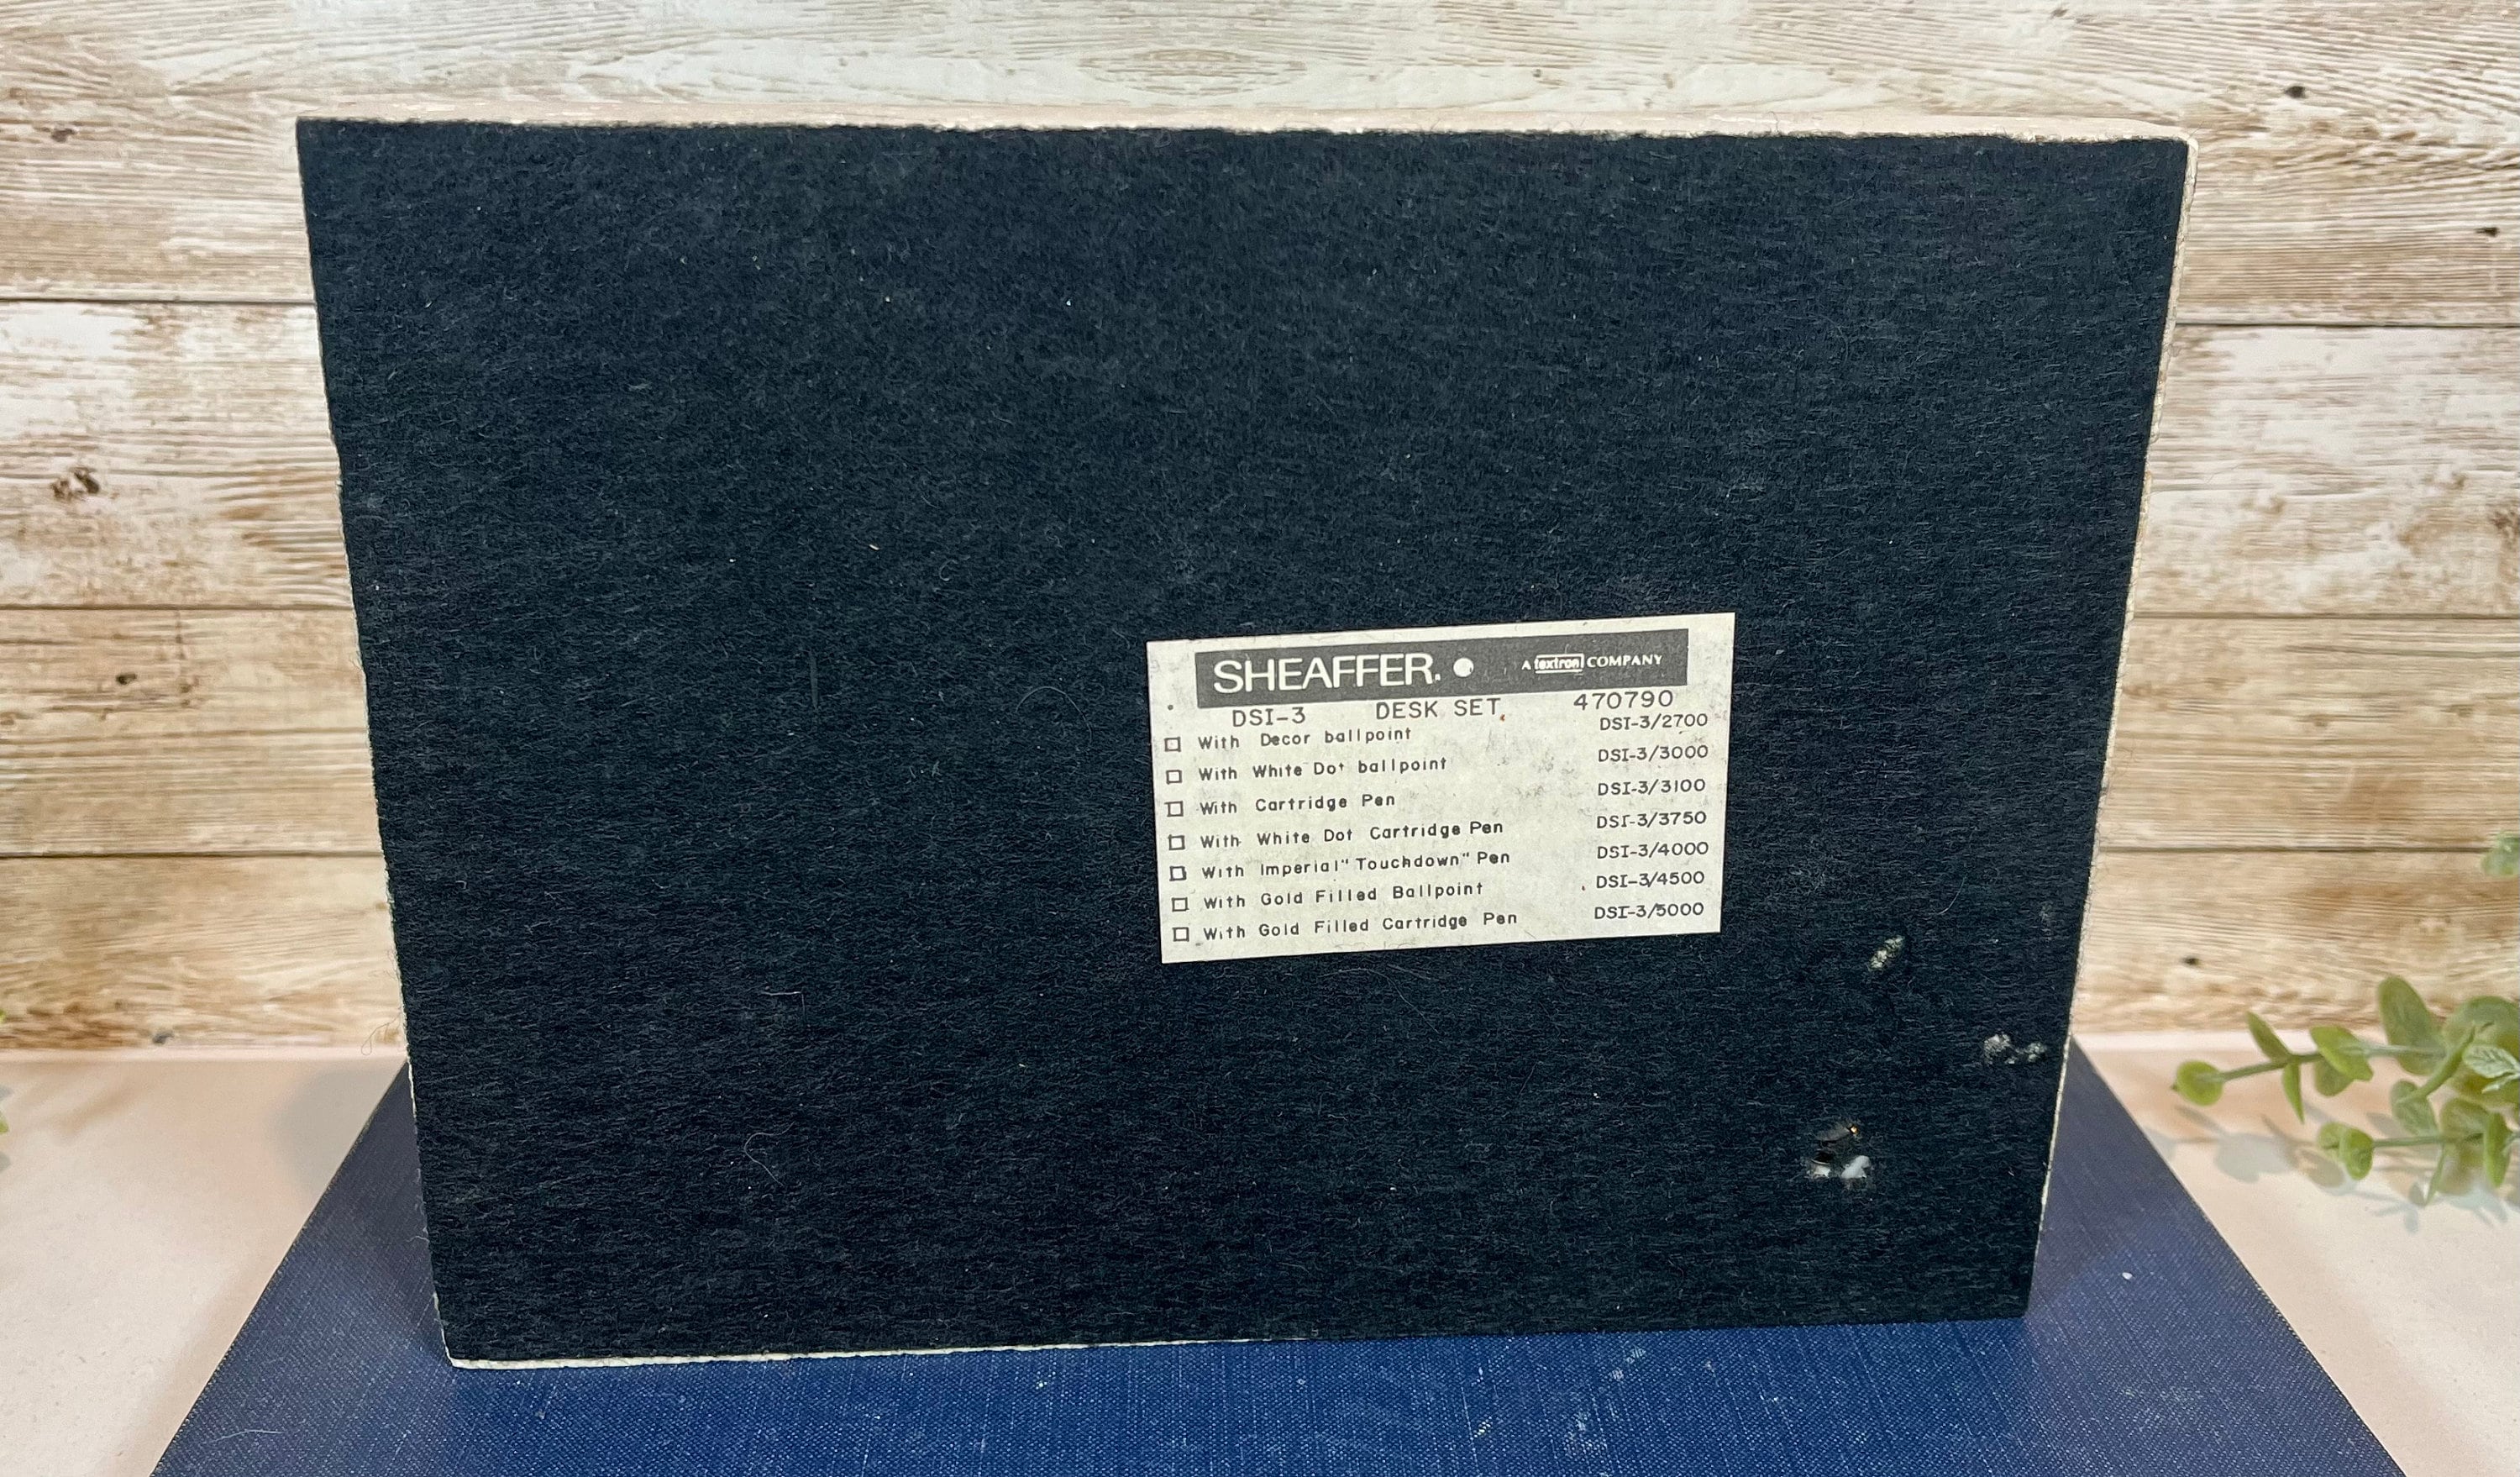 SHEAFFER. A textron COMPANY
DSI-3 DESK SET 470790
With Decor ballpoint DSI-3/2700
With White Dot ballpoint DSI-3/3000
With Cartridge Pen DSI-3/3100
With White Dot Cartridge Pen DSI-3/3750
With Imperial "Touchdown" Pen DSI-3/4000
With Gold Filled Ballpoint DSI-3/4500
With Gold Filled Cartridge Pen DSI-3/5000